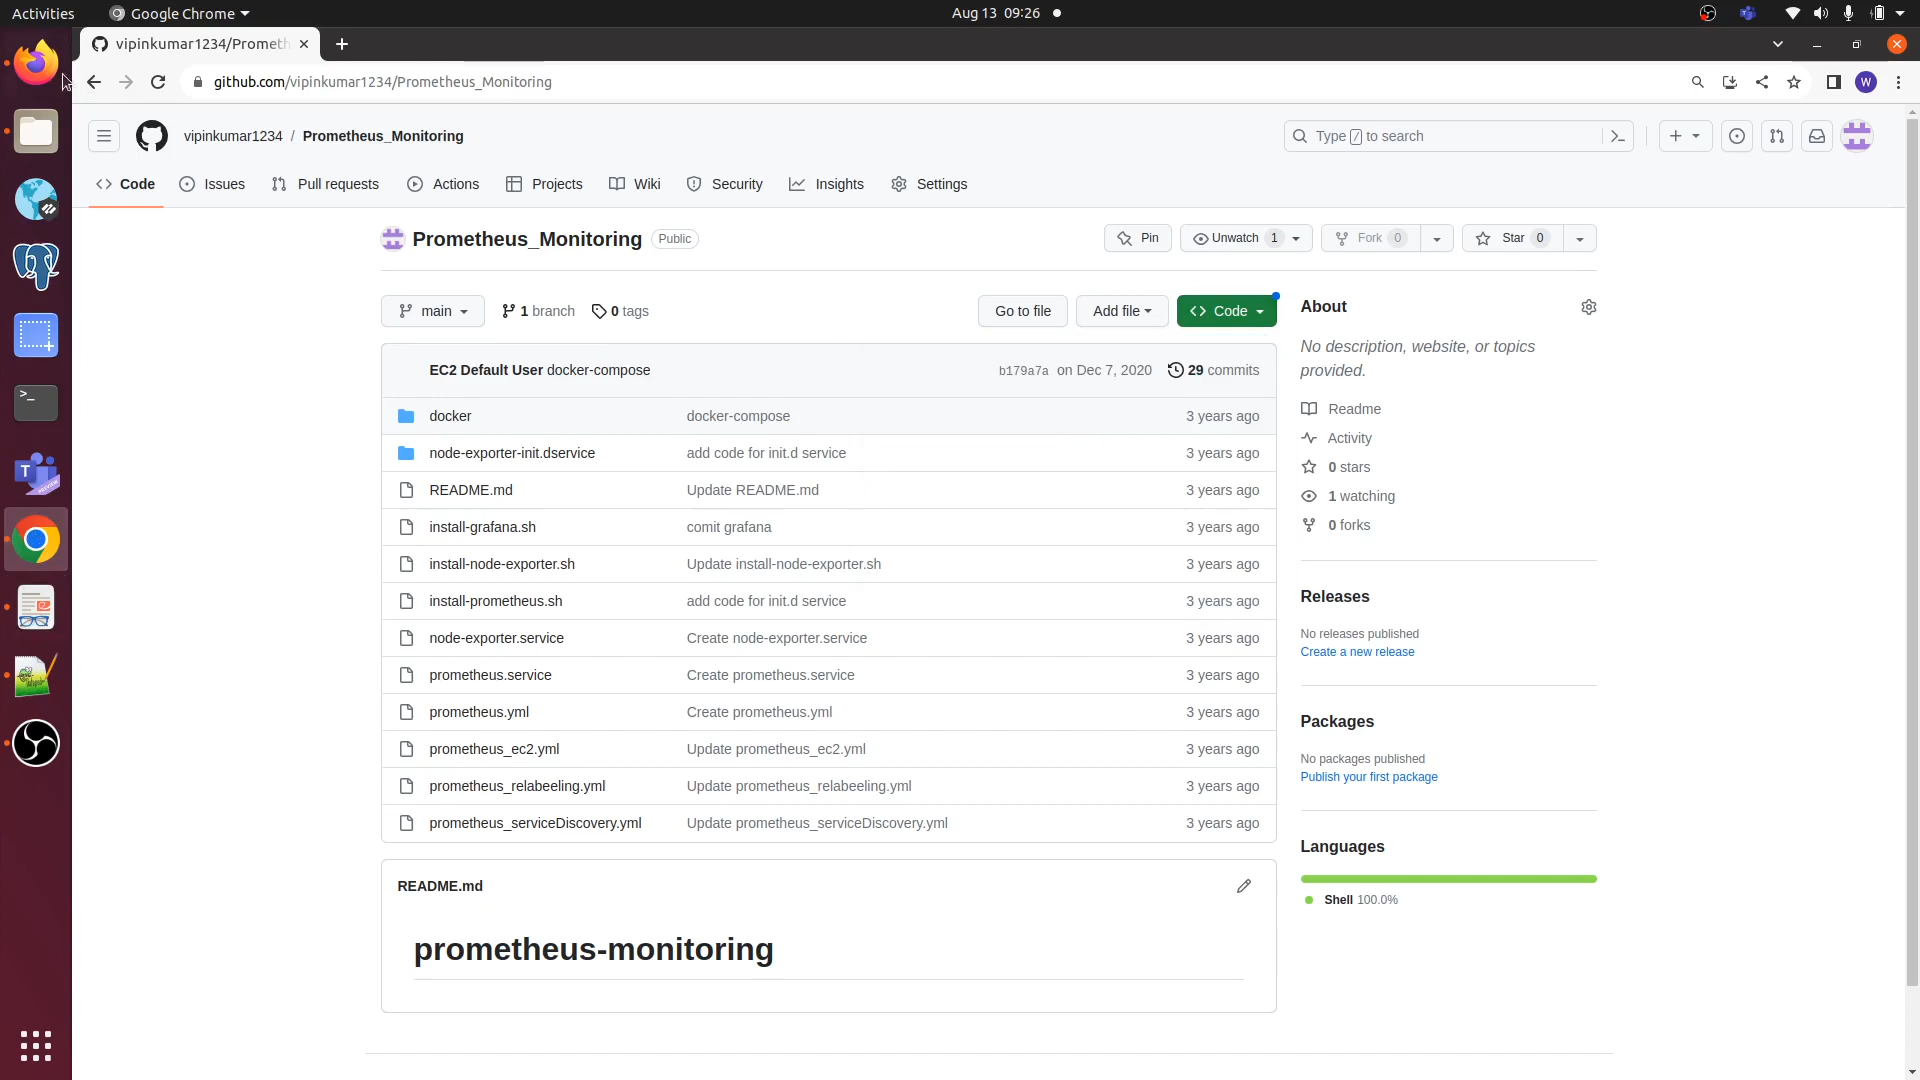 Activities
Google Chrome
Aug 13 09:26
vipinkumar1234/Prometh
github.com/vipinkumar1234/Prometheus_Monitoring
W
vipinkumar1234 / Prometheus_Monitoring
Type / to search
Code
Issues
Pull requests
Actions
Projects
Wiki
Security
Insights
Settings
Prometheus_Monitoring
Public
Pin
Unwatch 1
Fork 0
Star 0
main
1 branch
0 tags
Go to file
Add file
Code
EC2 Default User docker-compose
b179a7a on Dec 7, 2020
29 commits
docker docker-compose 3 years ago
node-exporter-init.dservice add code for init.d service 3 years ago
README.md Update README.md 3 years ago
install-grafana.sh comit grafana 3 years ago
install-node-exporter.sh Update install-node-exporter.sh 3 years ago
install-prometheus.sh add code for init.d service 3 years ago
node-exporter.service Create node-exporter.service 3 years ago
prometheus.service Create prometheus.service 3 years ago
prometheus.yml Create prometheus.yml 3 years ago
prometheus_ec2.yml Update prometheus_ec2.yml 3 years ago
prometheus_relabeeling.yml Update prometheus_relabeeling.yml 3 years ago
prometheus_serviceDiscovery.yml Update prometheus_serviceDiscovery.yml 3 years ago
README.md
prometheus-monitoring
About
No description, website, or topics
provided.
Readme
Activity
0 stars
1 watching
0 forks
Releases
No releases published
Create a new release
Packages
No packages published
Publish your first package
Languages
Shell 100.0%